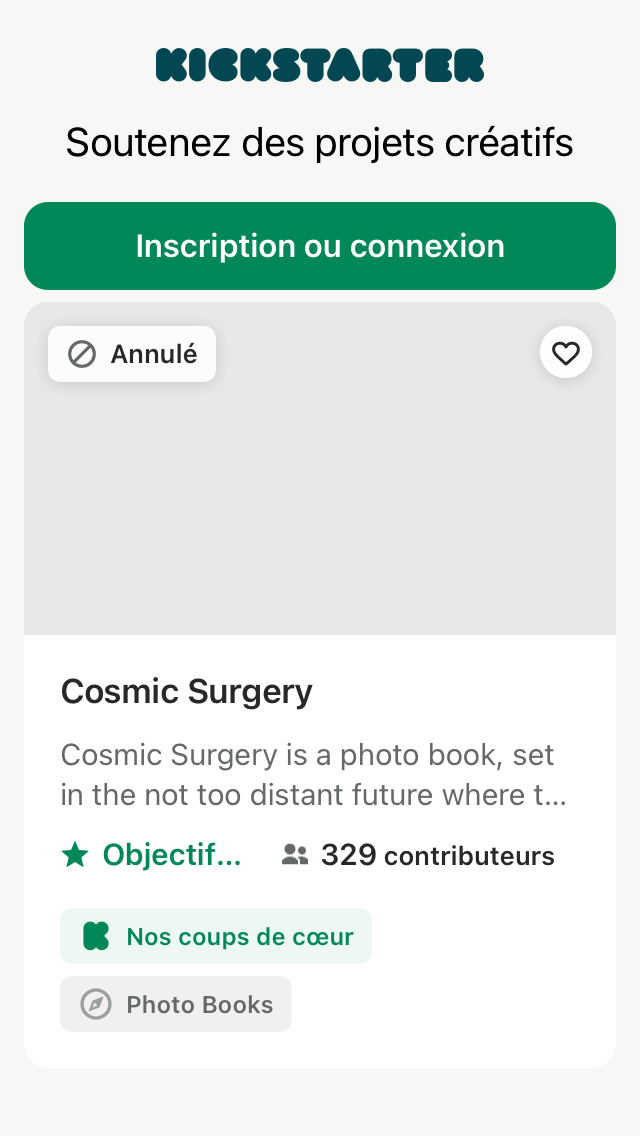 KICKSTARTER
Soutenez des projets créatifs
Inscription ou connexion
Annulé
Cosmic Surgery
Cosmic Surgery is a photo book, set
in the not too distant future where t...
Objectif... 329 contributeurs
Nos coups de cœur
Photo Books